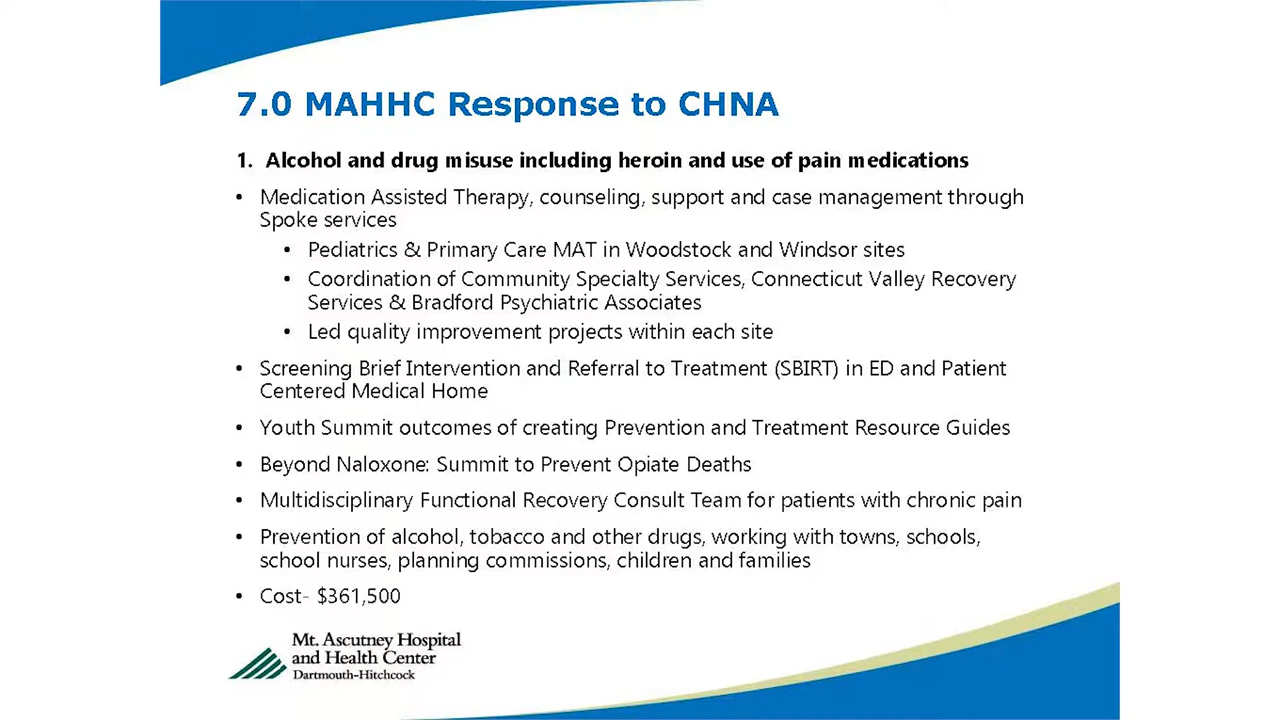 7.0 MAHHC Response to CHNA
1. Alcohol and drug misuse including heroin and use of pain medications
• Medication Assisted Therapy, counseling, support and case management through
Spoke services
• Pediatrics & Primary Care MAT in Woodstock and Windsor sites
• Coordination of Community Specialty Services, Connecticut Valley Recovery
Services & Bradford Psychiatric Associates
• Led quality improvement projects within each site
• Screening Brief Intervention and Referral to Treatment (SBIRT) in ED and Patient
Centered Medical Home
• Youth Summit outcomes of creating Prevention and Treatment Resource Guides
• Beyond Naloxone: Summit to Prevent Opiate Deaths
• Multidisciplinary Functional Recovery Consult Team for patients with chronic pain
• Prevention of alcohol, tobacco and other drugs, working with towns, schools,
school nurses, planning commissions, children and families
• Cost- $361,500
Mt. Ascutney Hospital
and Health Center
Dartmouth-Hitchcock